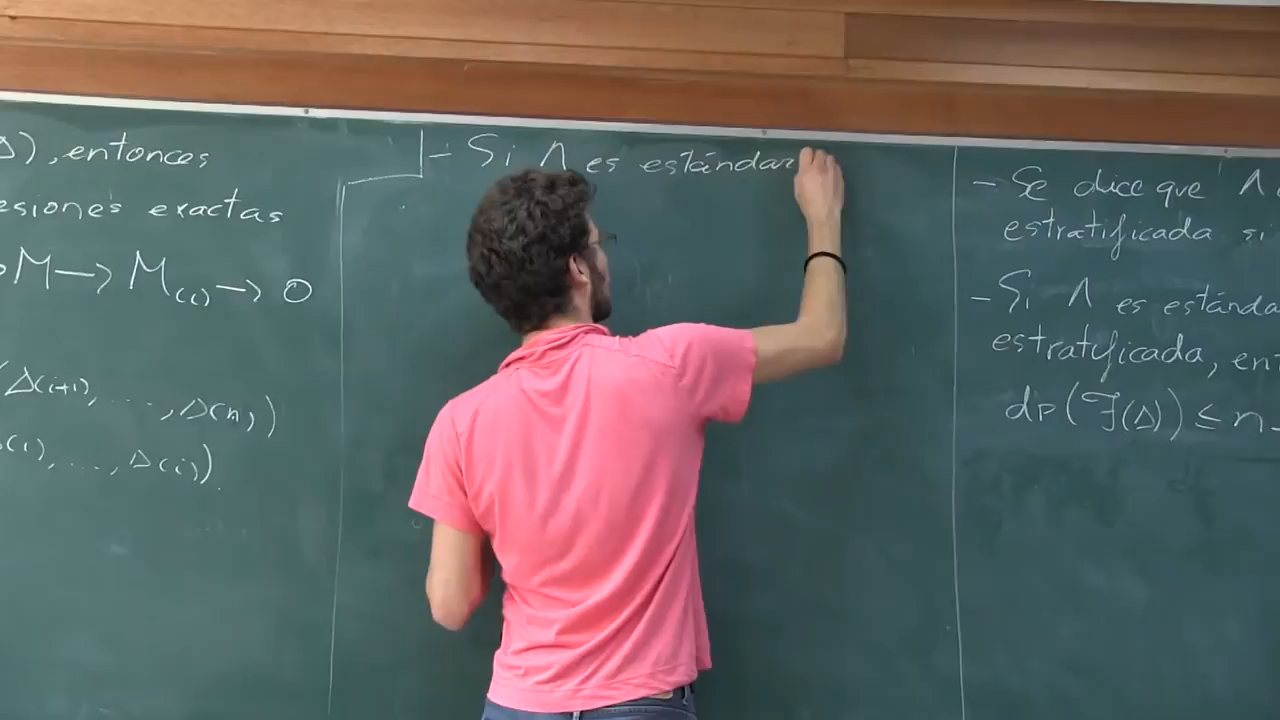 Δ), entonces
esiones exactas
M → M(i) → 0
Δ(i+1), ..., Δ(n))
(1), ..., Δ(i)).
- Si Λ es estándar
- Se dice que Λ
estratificada si
- Si Λ es estánda
estratificada, en
dp(F(Δ)) ≤ n-